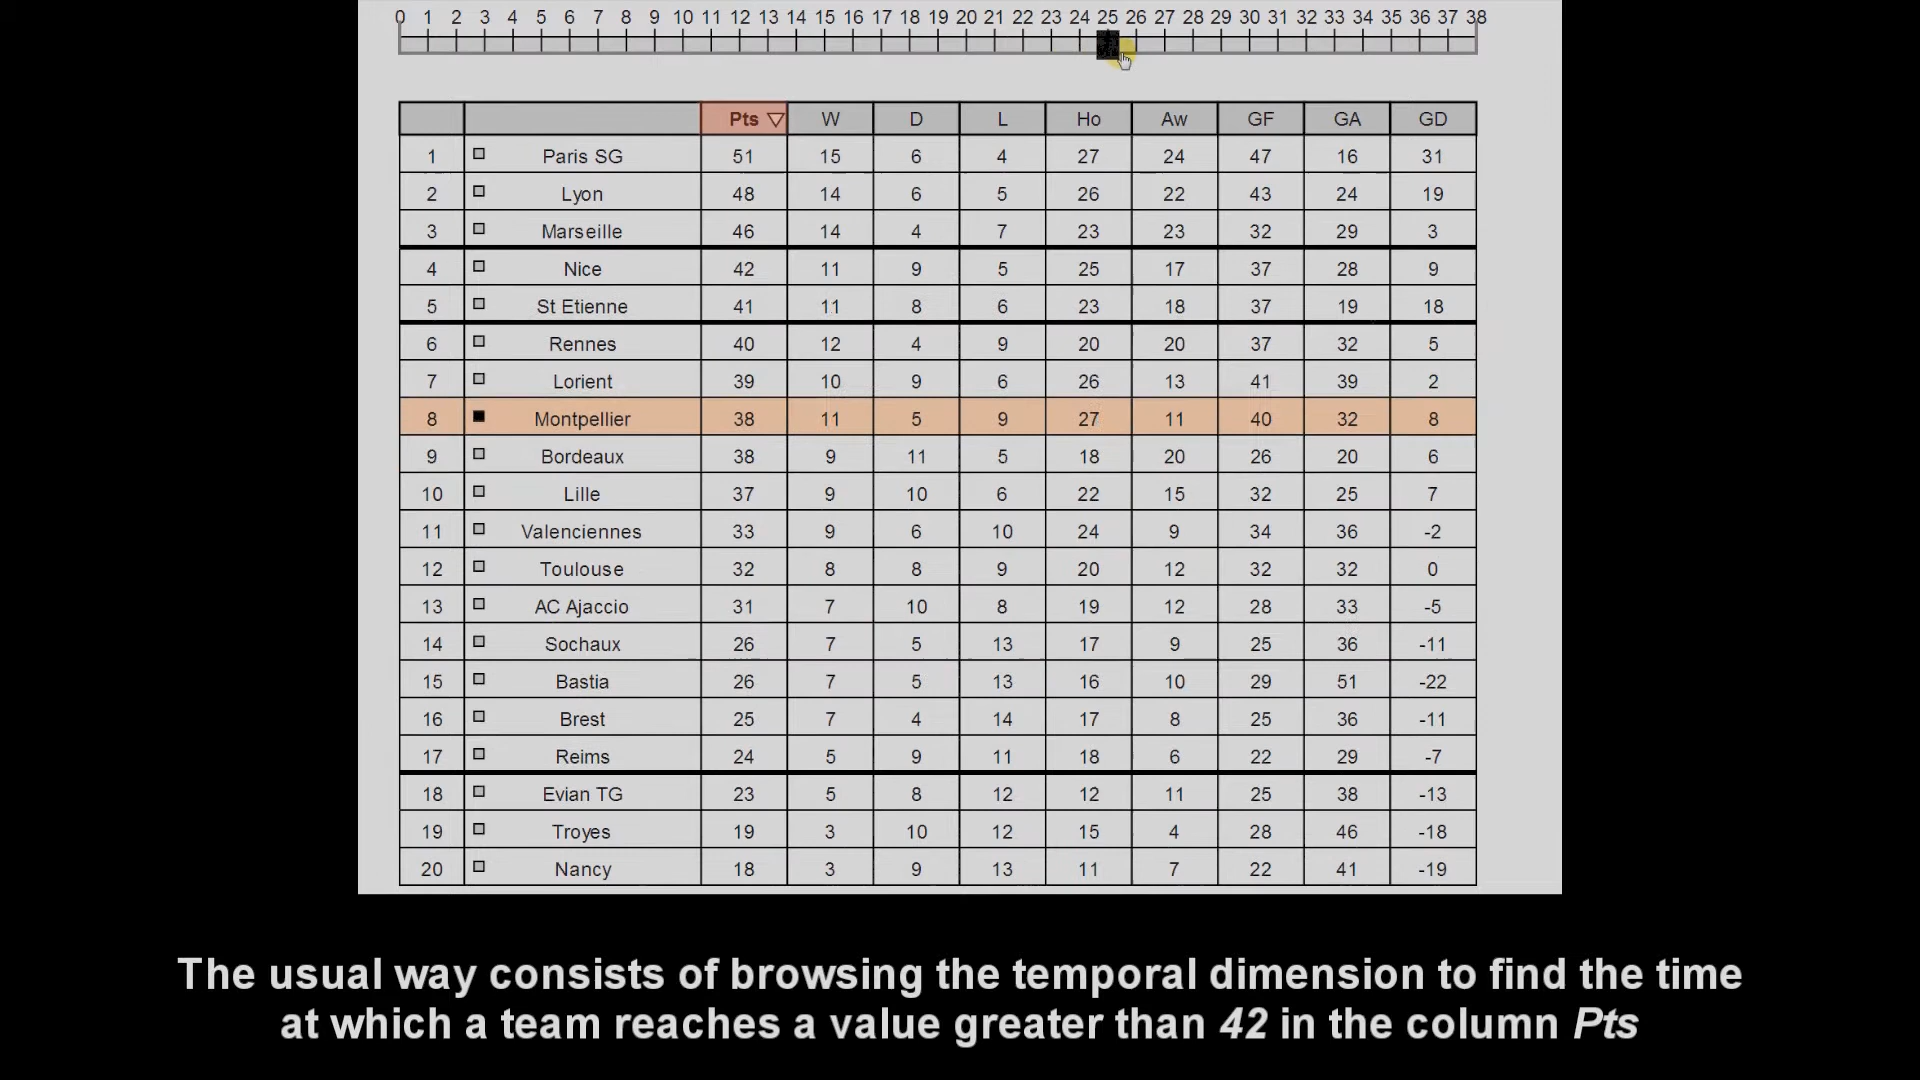 0 1 2 3 4 5 6 7 8 9 10 11 12 13 14 15 16 17 18 19 20 21 22 23 24 25 26 27 28 29 30 31 32 33 34 35 36 37 38
Pts W D L Ho Aw GF GA GD
1 Paris SG 51 15 6 4 27 24 47 16 31
2 Lyon 48 14 6 5 26 22 43 24 19
3 Marseille 46 14 4 7 23 23 32 29 3
4 Nice 42 11 9 5 25 17 37 28 9
5 St Etienne 41 11 8 6 23 18 37 19 18
6 Rennes 40 12 4 9 20 20 37 32 5
7 Lorient 39 10 9 6 26 13 41 39 2
8 Montpellier 38 11 5 9 27 11 40 32 8
9 Bordeaux 38 9 11 5 18 20 26 20 6
10 Lille 37 9 10 6 22 15 32 25 7
11 Valenciennes 33 9 6 10 24 9 34 36 -2
12 Toulouse 32 8 8 9 20 12 32 32 0
13 AC Ajaccio 31 7 10 8 19 12 28 33 -5
14 Sochaux 26 7 5 13 17 9 25 36 -11
15 Bastia 26 7 5 13 16 10 29 51 -22
16 Brest 25 7 4 14 17 8 25 36 -11
17 Reims 24 5 9 11 18 6 22 29 -7
18 Evian TG 23 5 8 12 12 11 25 38 -13
19 Troyes 19 3 10 12 15 4 28 46 -18
20 Nancy 18 3 9 13 11 7 22 41 -19
The usual way consists of browsing the temporal dimension to find the time
at which a team reaches a value greater than 42 in the column Pts